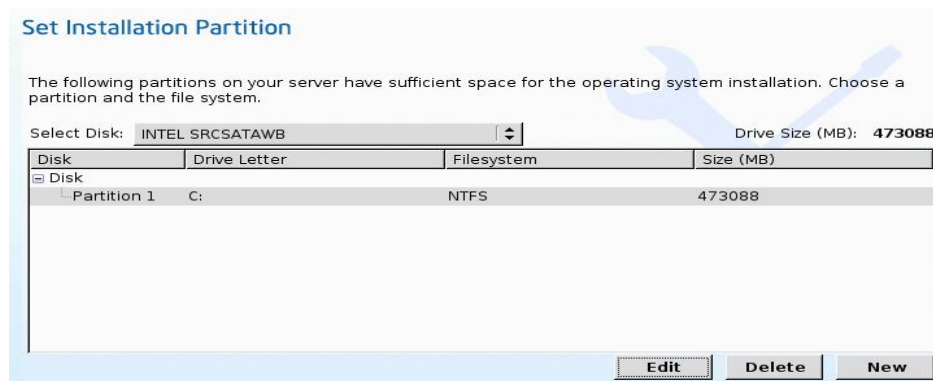 Set Installation Partition
The following partitions on your server have sufficient space for the operating system installation. Choose a
partition and the file system.
Select Disk: INTEL SRCSATAWB Drive Size (MB): 473088
Disk Drive Letter Filesystem Size (MB)
Disk
Partition 1 C: NTFS 473088
Edit Delete New